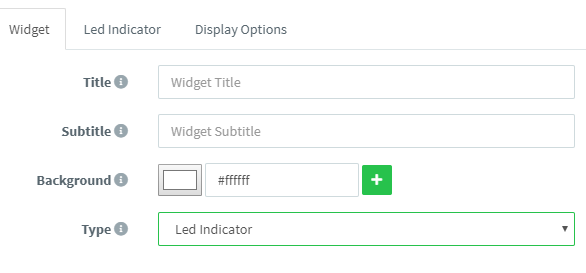 Widget Led Indicator Display Options
Title Widget Title
Subtitle Widget Subtitle
Background #ffffff +
Type Led Indicator